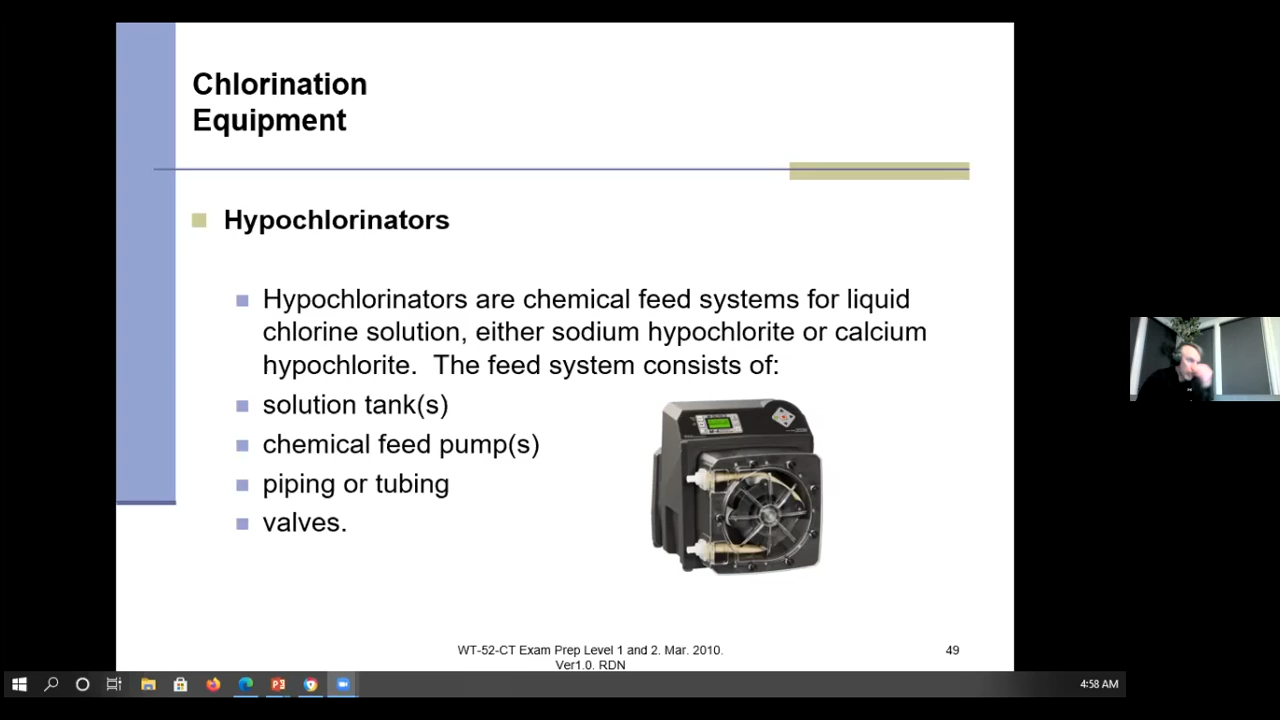 Chlorination
Equipment
Hypochlorinators
Hypochlorinators are chemical feed systems for liquid
chlorine solution, either sodium hypochlorite or calcium
hypochlorite.  The feed system consists of:
solution tank(s)
chemical feed pump(s)
piping or tubing
valves.
WT-52-CT Exam Prep Level 1 and 2. Mar. 2010.
Ver1.0. RDN
49
4:58 AM